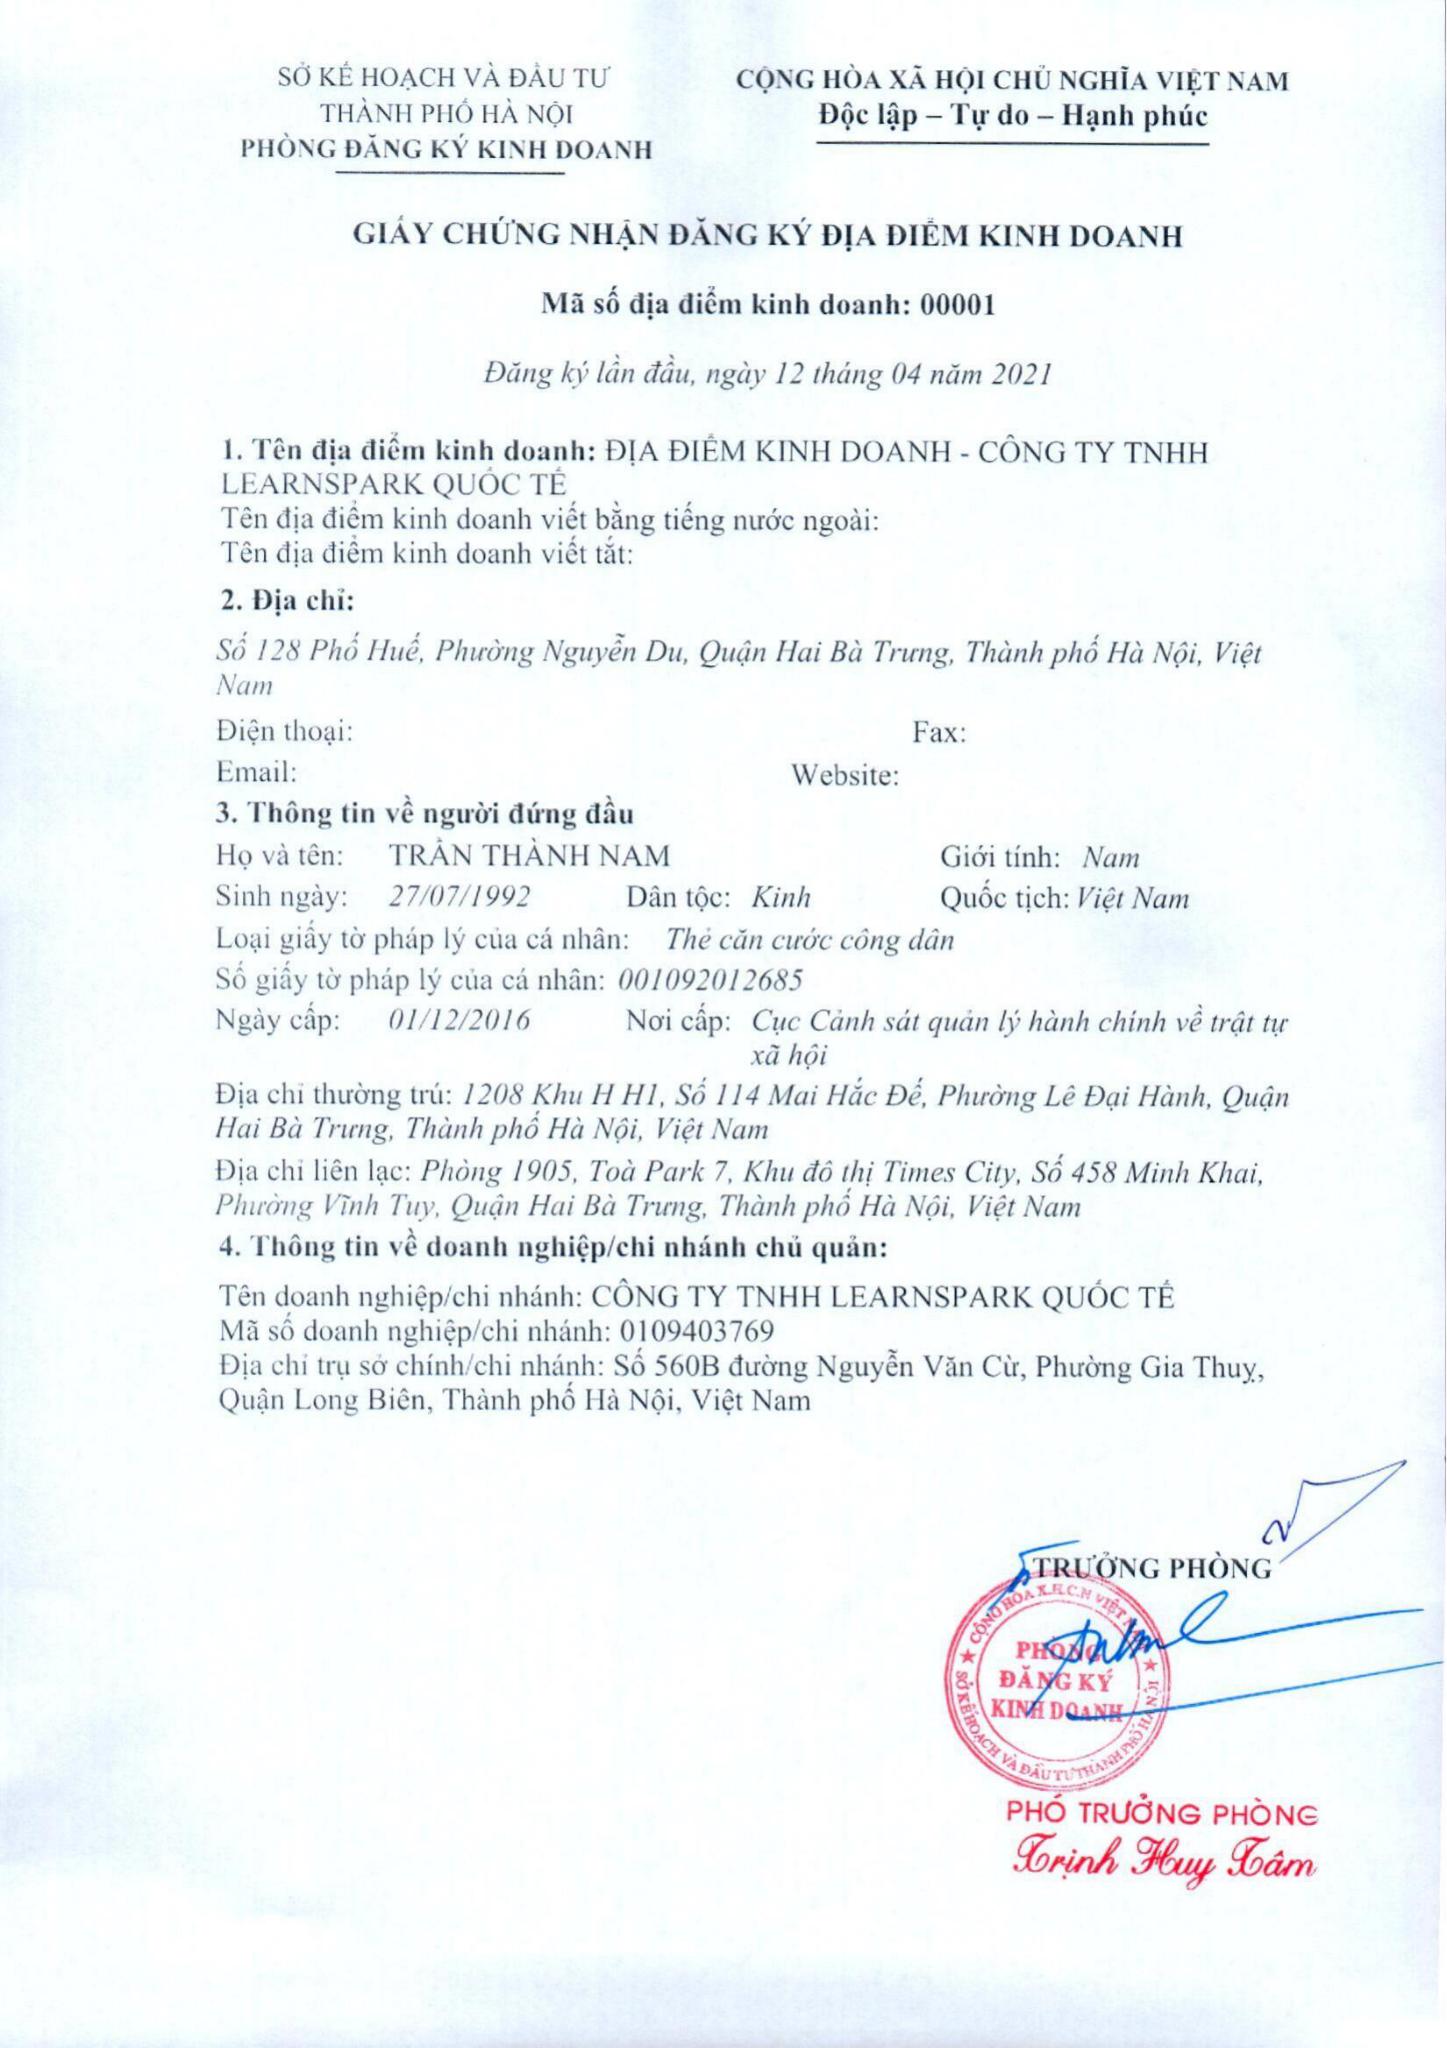 SỞ KẾ HOẠCH VÀ ĐẦU TƯ
THÀNH PHỐ HÀ NỘI
PHÒNG ĐĂNG KÝ KINH DOANH
CỘNG HÒA XÃ HỘI CHỦ NGHĨA VIỆT NAM
Độc lập – Tự do – Hạnh phúc
GIẤY CHỨNG NHẬN ĐĂNG KÝ ĐỊA ĐIỂM KINH DOANH
Mã số địa điểm kinh doanh: 00001
Đăng ký lần đầu, ngày 12 tháng 04 năm 2021
1. Tên địa điểm kinh doanh: ĐỊA ĐIỂM KINH DOANH - CÔNG TY TNHH
LEARNSPARK QUỐC TẾ
Tên địa điểm kinh doanh viết bằng tiếng nước ngoài:
Tên địa điểm kinh doanh viết tắt:
2. Địa chỉ:
Số 128 Phố Huế, Phường Nguyễn Du, Quận Hai Bà Trưng, Thành phố Hà Nội, Việt
Nam
Điện thoại: Fax:
Email: Website:
3. Thông tin về người đứng đầu
Họ và tên: TRẦN THÀNH NAM Giới tính: Nam
Sinh ngày: 27/07/1992 Dân tộc: Kinh Quốc tịch: Việt Nam
Loại giấy tờ pháp lý của cá nhân: Thẻ căn cước công dân
Số giấy tờ pháp lý của cá nhân: 001092012685
Ngày cấp: 01/12/2016 Nơi cấp: Cục Cảnh sát quản lý hành chính về trật tự
xã hội
Địa chỉ thường trú: 1208 Khu H H1, Số 114 Mai Hắc Đế, Phường Lê Đại Hành, Quận
Hai Bà Trưng, Thành phố Hà Nội, Việt Nam
Địa chỉ liên lạc: Phòng 1905, Toà Park 7, Khu đô thị Times City, Số 458 Minh Khai,
Phường Vĩnh Tuy, Quận Hai Bà Trưng, Thành phố Hà Nội, Việt Nam
4. Thông tin về doanh nghiệp/chi nhánh chủ quản:
Tên doanh nghiệp/chi nhánh: CÔNG TY TNHH LEARNSPARK QUỐC TẾ
Mã số doanh nghiệp/chi nhánh: 0109403769
Địa chỉ trụ sở chính/chi nhánh: Số 560B đường Nguyễn Văn Cừ, Phường Gia Thuỵ,
Quận Long Biên, Thành phố Hà Nội, Việt Nam
TRƯỞNG PHÒNG
CỘNG HÒA X.H.C.N VIỆT NAM
PHÒNG
ĐĂNG KÝ
KINH DOANH
SỞ KẾ HOẠCH VÀ ĐẦU TƯ THÀNH PHỐ HÀ NỘI
PHÓ TRƯỞNG PHÒNG
Trịnh Huy Tâm